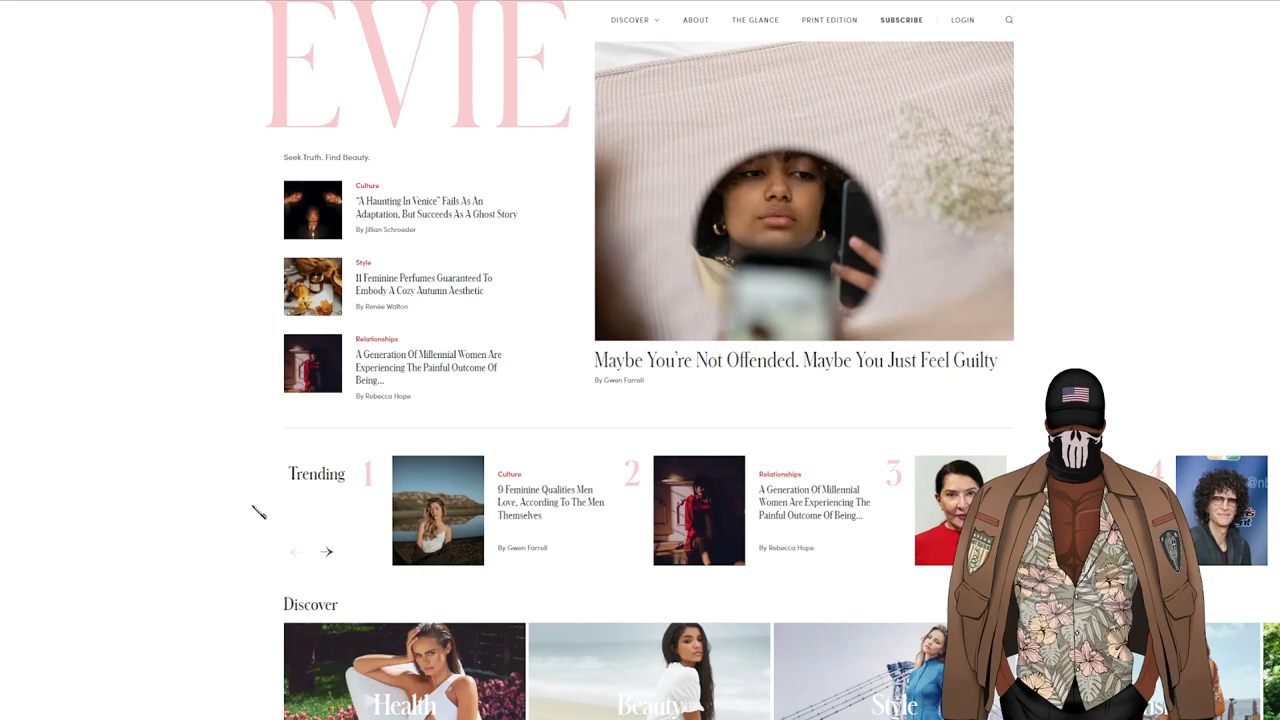 EVIE
DISCOVER
ABOUT
THE GLANCE
PRINT EDITION
SUBSCRIBE
LOGIN
Seek Truth. Find Beauty.
Culture
“A Haunting In Venice” Fails As An
Adaptation, But Succeeds As A Ghost Story
By Jillian Schroeder
Style
11 Feminine Perfumes Guaranteed To
Embody A Cozy Autumn Aesthetic
By Renée Walton
Relationships
A Generation Of Millennial Women Are
Experiencing The Painful Outcome Of
Being...
By Rebecca Hope
Maybe You’re Not Offended. Maybe You Just Feel Guilty
By Gwen Farrell
Trending
1
Culture
9 Feminine Qualities Men
Love, According To The Men
Themselves
By Gwen Farrell
2
Relationships
A Generation Of Millennial
Women Are Experiencing The
Painful Outcome Of Being...
By Rebecca Hope
3
4
Discover
Health
Beauty
Style